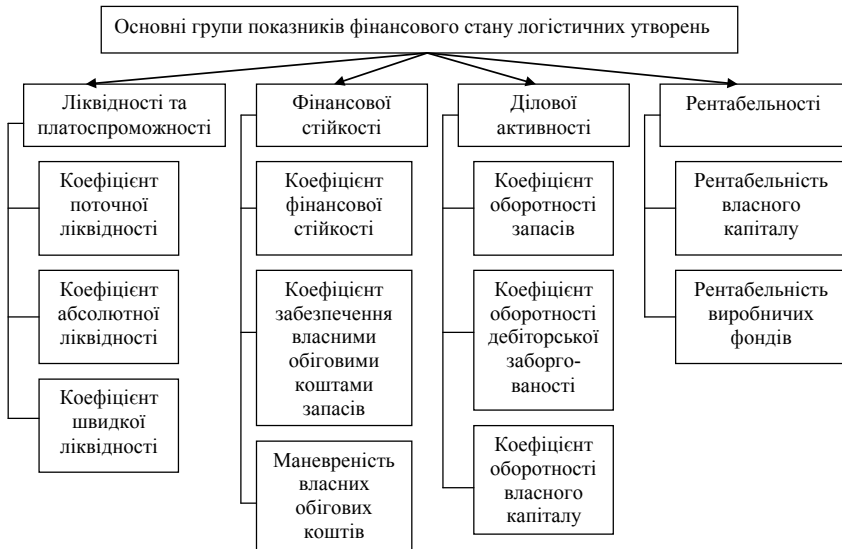 Основні групи показників фінансового стану логістичних утворень
Ліквідності та
платоспроможності
Коефіцієнт
поточної
ліквідності
Коефіцієнт
абсолютної
ліквідності
Коефіцієнт
швидкої
ліквідності
Фінансової
стійкості
Коефіцієнт
фінансової
стійкості
Коефіцієнт
забезпечення
власними
обіговими
коштами
запасів
Маневреність
власних
обігових
коштів
Ділової
активності
Коефіцієнт
оборотності
запасів
Коефіцієнт
оборотності
дебіторської
заборго-
ваності
Коефіцієнт
оборотності
власного
капіталу
Рентабельності
Рентабельність
власного
капіталу
Рентабельність
виробничих
фондів